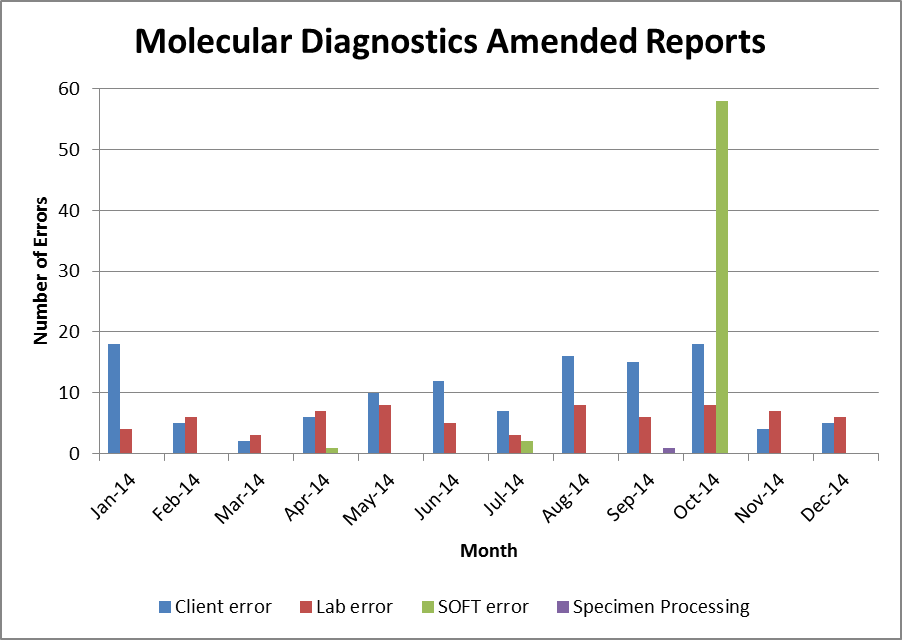 Molecular Diagnostics Amended Reports
60
50
40
30
20
10
0
Number of Errors
Jan-14 Feb-14 Mar-14 Apr-14 May-14 Jun-14 Jul-14 Aug-14 Sep-14 Oct-14 Nov-14 Dec-14
Month
Client error Lab error SOFT error Specimen Processing